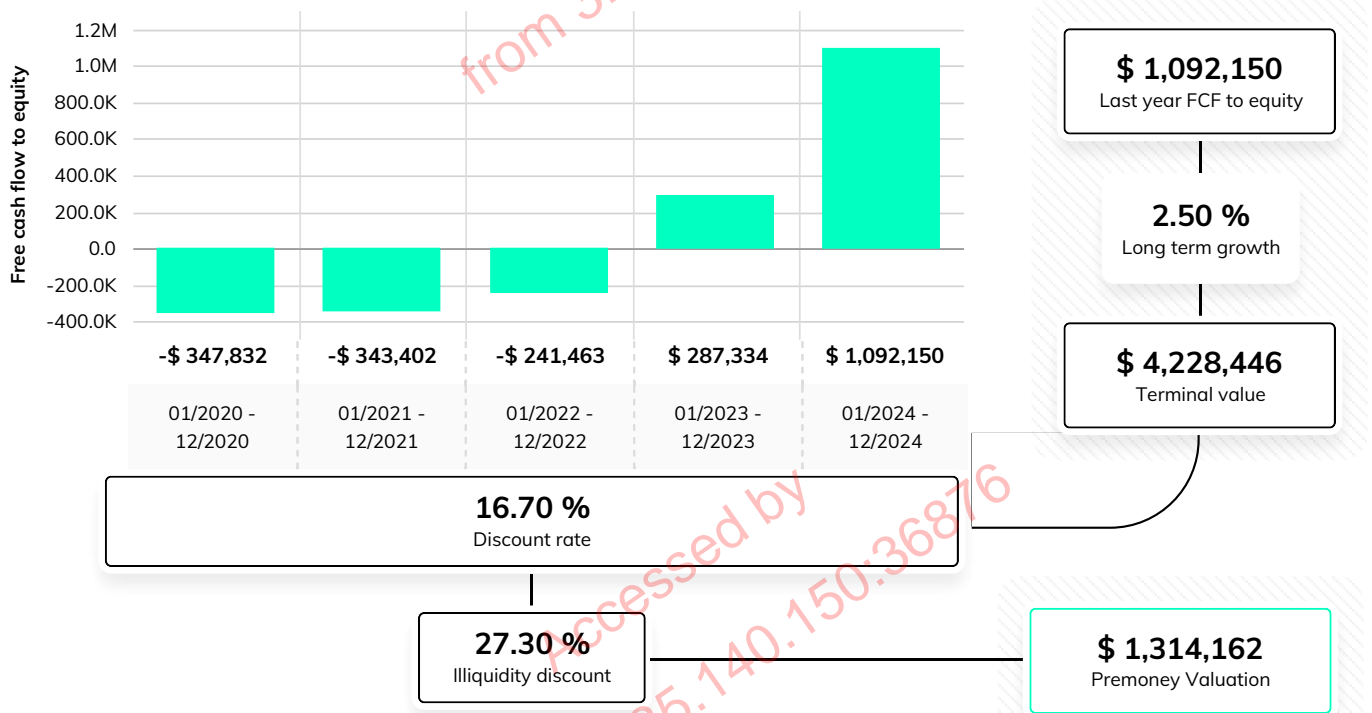 Free cash flow to equity
1.2M
1.0M
800.0K
600.0K
400.0K
200.0K
0.0
-200.0K
-400.0K
-$ 347,832
-$ 343,402
-$ 241,463
$ 287,334
$ 1,092,150
01/2020 -
12/2020
01/2021 -
12/2021
01/2022 -
12/2022
01/2023 -
12/2023
01/2024 -
12/2024
16.70 %
Discount rate
27.30 %
Illiquidity discount
$ 1,092,150
Last year FCF to equity
2.50 %
Long term growth
$ 4,228,446
Terminal value
$ 1,314,162
Premoney Valuation
from
Accessed by
5.140.150:36876